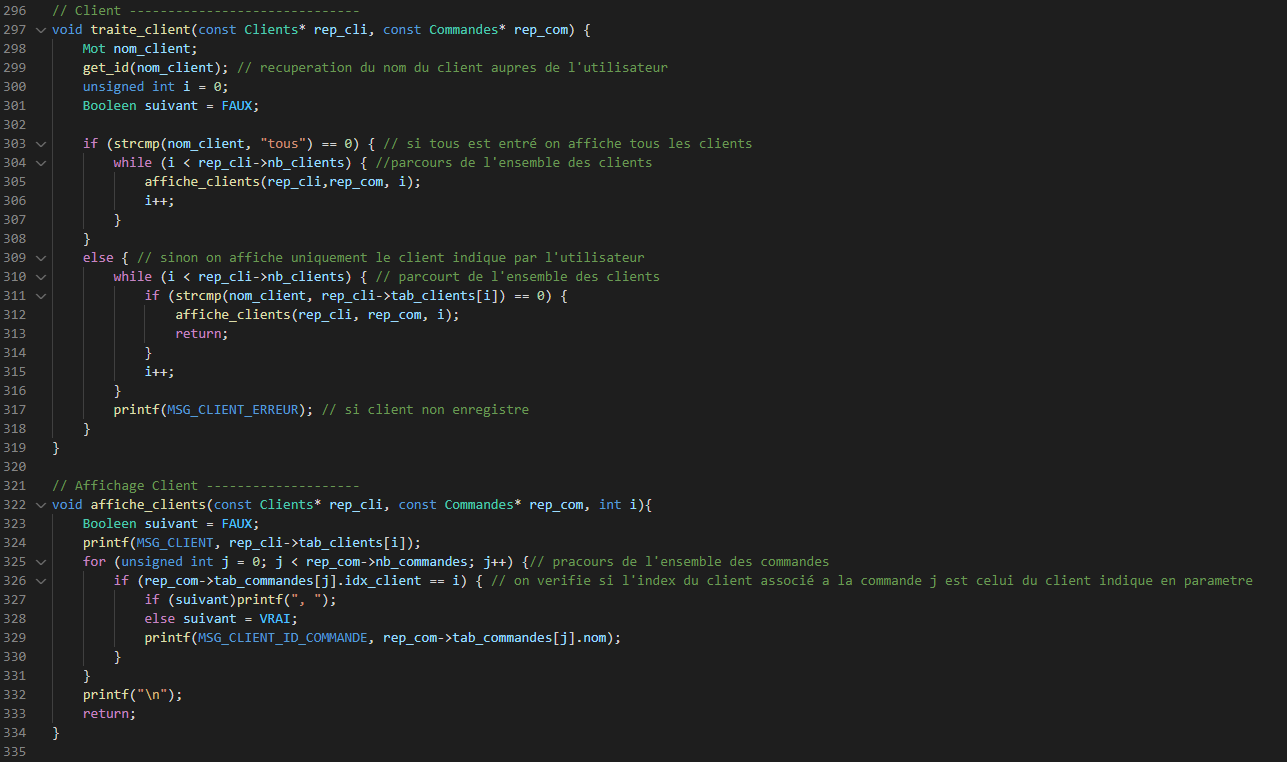 296 // Client ------------------------------
297 void traite_client(const Clients* rep_cli, const Commandes* rep_com) {
298     Mot nom_client;
299     get_id(nom_client); // recuperation du nom du client aupres de l'utilisateur
300     unsigned int i = 0;
301     Booleen suivant = FAUX;
302
303     if (strcmp(nom_client, "tous") == 0) { // si tous est entré on affiche tous les clients
304         while (i < rep_cli->nb_clients) { //parcours de l'ensemble des clients
305             affiche_clients(rep_cli,rep_com, i);
306             i++;
307         }
308     }
309     else { // sinon on affiche uniquement le client indique par l'utilisateur
310         while (i < rep_cli->nb_clients) { // parcourt de l'ensemble des clients
311             if (strcmp(nom_client, rep_cli->tab_clients[i]) == 0) {
312                 affiche_clients(rep_cli, rep_com, i);
313                 return;
314             }
315             i++;
316         }
317         printf(MSG_CLIENT_ERREUR); // si client non enregistre
318     }
319 }
320
321 // Affichage Client --------------------
322 void affiche_clients(const Clients* rep_cli, const Commandes* rep_com, int i){
323     Booleen suivant = FAUX;
324     printf(MSG_CLIENT, rep_cli->tab_clients[i]);
325     for (unsigned int j = 0; j < rep_com->nb_commandes; j++) {// pracours de l'ensemble des commandes
326         if (rep_com->tab_commandes[j].idx_client == i) { // on verifie si l'index du client associé a la commande j est celui du client indique en parametre
327             if (suivant)printf(", ");
328             else suivant = VRAI;
329             printf(MSG_CLIENT_ID_COMMANDE, rep_com->tab_commandes[j].nom);
330         }
331     }
332     printf("\n");
333     return;
334 }
335